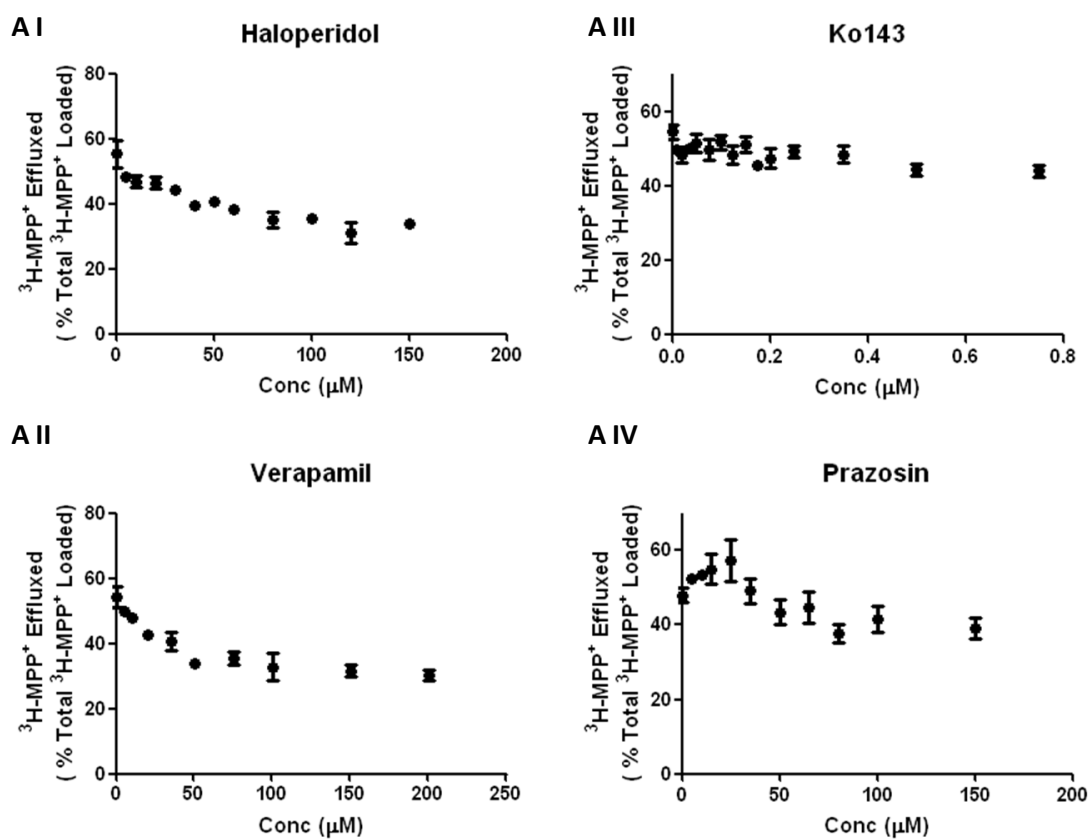 A I
Haloperidol
³H-MPP⁺ Effluxed
( % Total ³H-MPP⁺ Loaded)
80
60
40
20
0
0 50 100 150 200
Conc (μM)
A III
Ko143
³H-MPP⁺ Effluxed
( % Total ³H-MPP⁺ Loaded)
60
40
20
0
0.0 0.2 0.4 0.6 0.8
Conc (μM)
A II
Verapamil
³H-MPP⁺ Effluxed
( % Total ³H-MPP⁺ Loaded)
80
60
40
20
0
0 50 100 150 200 250
Conc (μM)
A IV
Prazosin
³H-MPP⁺ Effluxed
( % Total ³H-MPP⁺ Loaded)
60
40
20
0
0 50 100 150 200
Conc (μM)